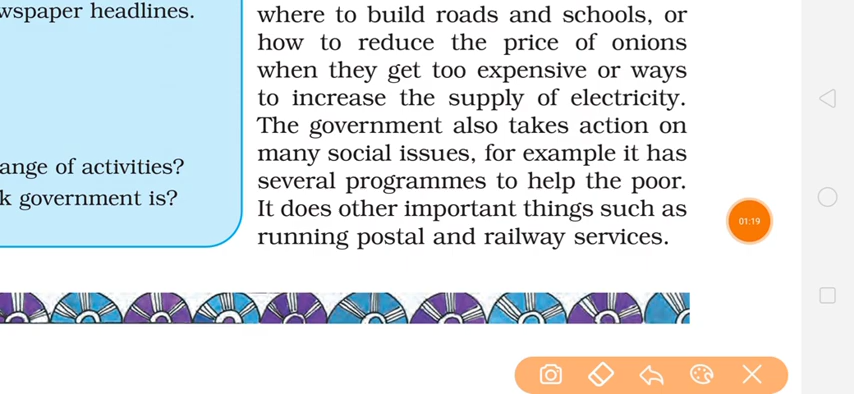 wspaper headlines.
ange of activities?
k government is?
where to build roads and schools, or
how to reduce the price of onions
when they get too expensive or ways
to increase the supply of electricity.
The government also takes action on
many social issues, for example it has
several programmes to help the poor.
It does other important things such as
running postal and railway services.
01:19